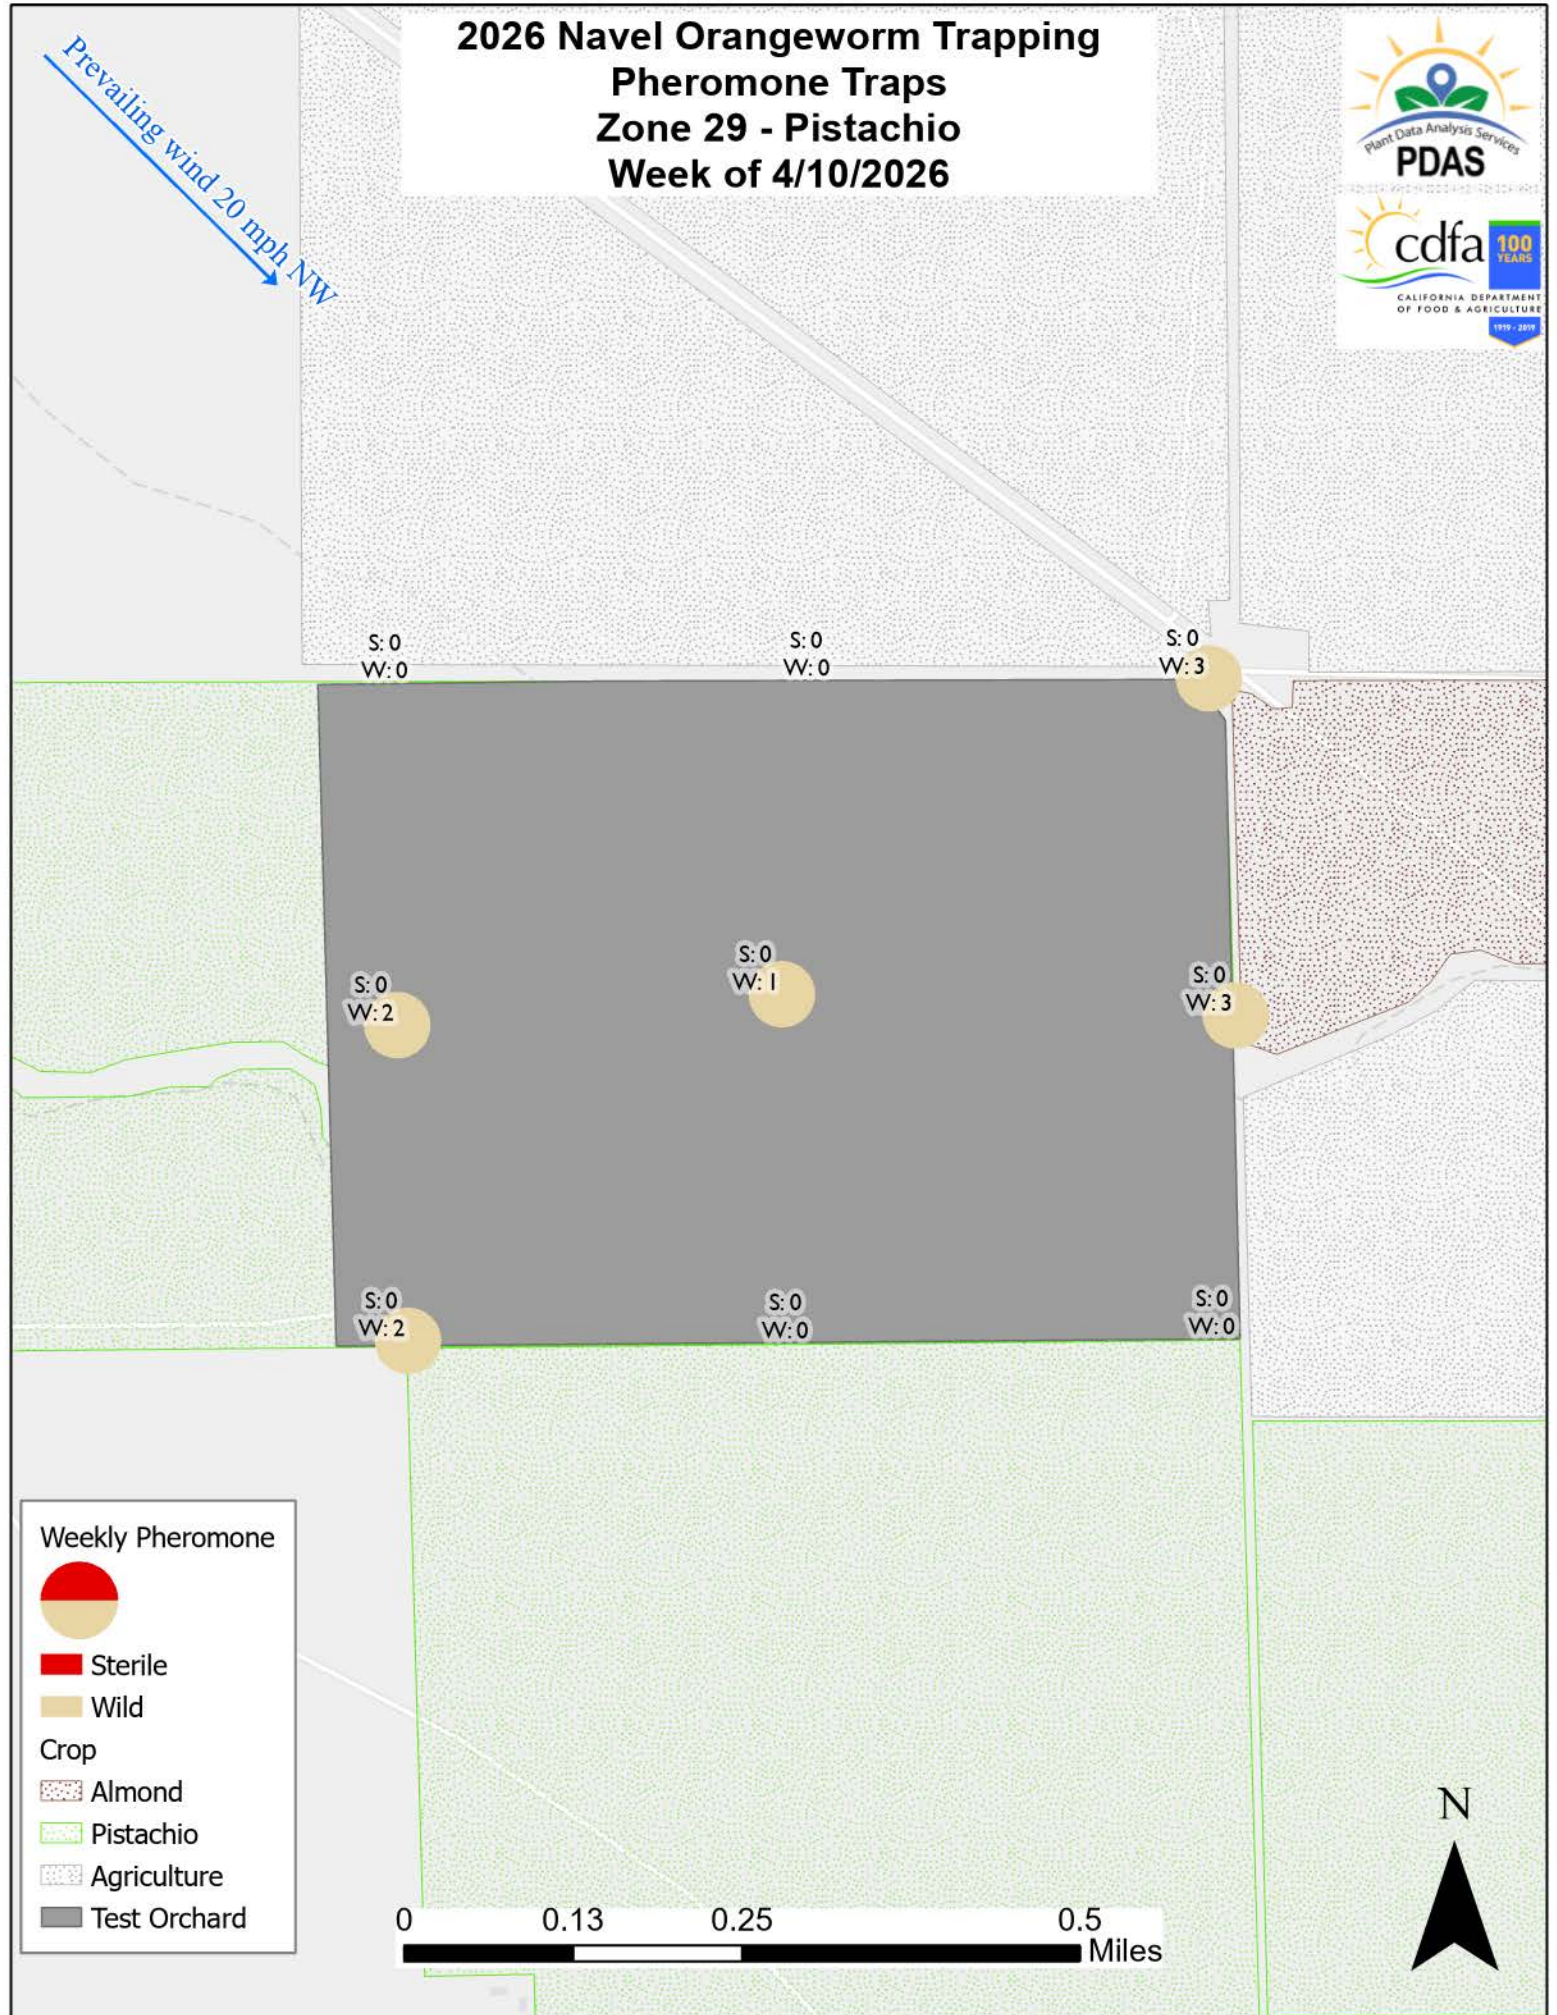 2026 Navel Orangeworm Trapping
Pheromone Traps
Zone 29 - Pistachio
Week of 4/10/2026
Prevailing wind 20 mph NW
Plant Data Analysis Services
PDAS
cdfa
100
YEARS
CALIFORNIA DEPARTMENT
OF FOOD & AGRICULTURE
1919 - 2019
S: 0
W: 0
S: 0
W: 0
S: 0
W: 3
S: 0
W: 2
S: 0
W: 1
S: 0
W: 3
S: 0
W: 2
S: 0
W: 0
S: 0
W: 0
Weekly Pheromone
Sterile
Wild
Crop
Almond
Pistachio
Agriculture
Test Orchard
0 0.13 0.25 0.5
Miles
N